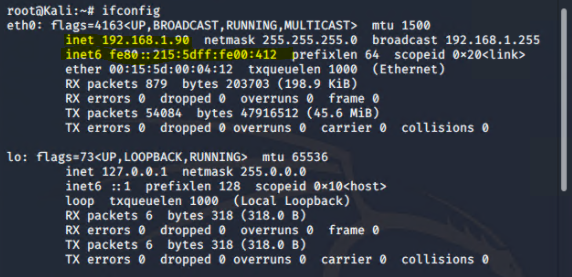 root@Kali:~# ifconfig
eth0: flags=4163<UP,BROADCAST,RUNNING,MULTICAST>  mtu 1500
        inet 192.168.1.90  netmask 255.255.255.0  broadcast 192.168.1.255
        inet6 fe80::215:5dff:fe00:412  prefixlen 64  scopeid 0×20<link>
        ether 00:15:5d:00:04:12  txqueuelen 1000  (Ethernet)
        RX packets 879  bytes 203703 (198.9 KiB)
        RX errors 0  dropped 0  overruns 0  frame 0
        TX packets 54084  bytes 47916512 (45.6 MiB)
        TX errors 0  dropped 0 overruns 0  carrier 0  collisions 0

lo: flags=73<UP,LOOPBACK,RUNNING>  mtu 65536
        inet 127.0.0.1  netmask 255.0.0.0
        inet6 ::1  prefixlen 128  scopeid 0×10<host>
        loop  txqueuelen 1000  (Local Loopback)
        RX packets 6  bytes 318 (318.0 B)
        RX errors 0  dropped 0  overruns 0  frame 0
        TX packets 6  bytes 318 (318.0 B)
        TX errors 0  dropped 0 overruns 0  carrier 0  collisions 0